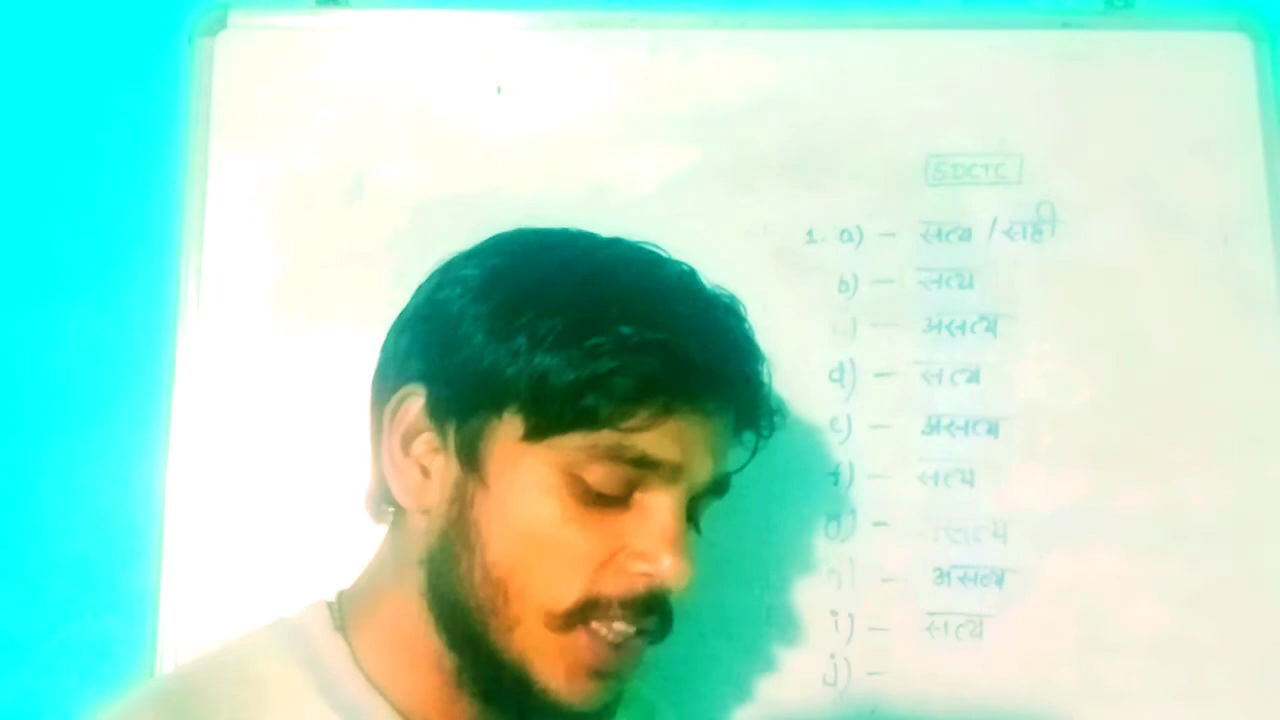 SDCTC
1. a) – सत्य / सही
b) – सत्य
c) – असत्य
d) – सत्य
e) – असत्य
f) – सत्य
g) –
h) – असत्य
i) – सत्य
j) –